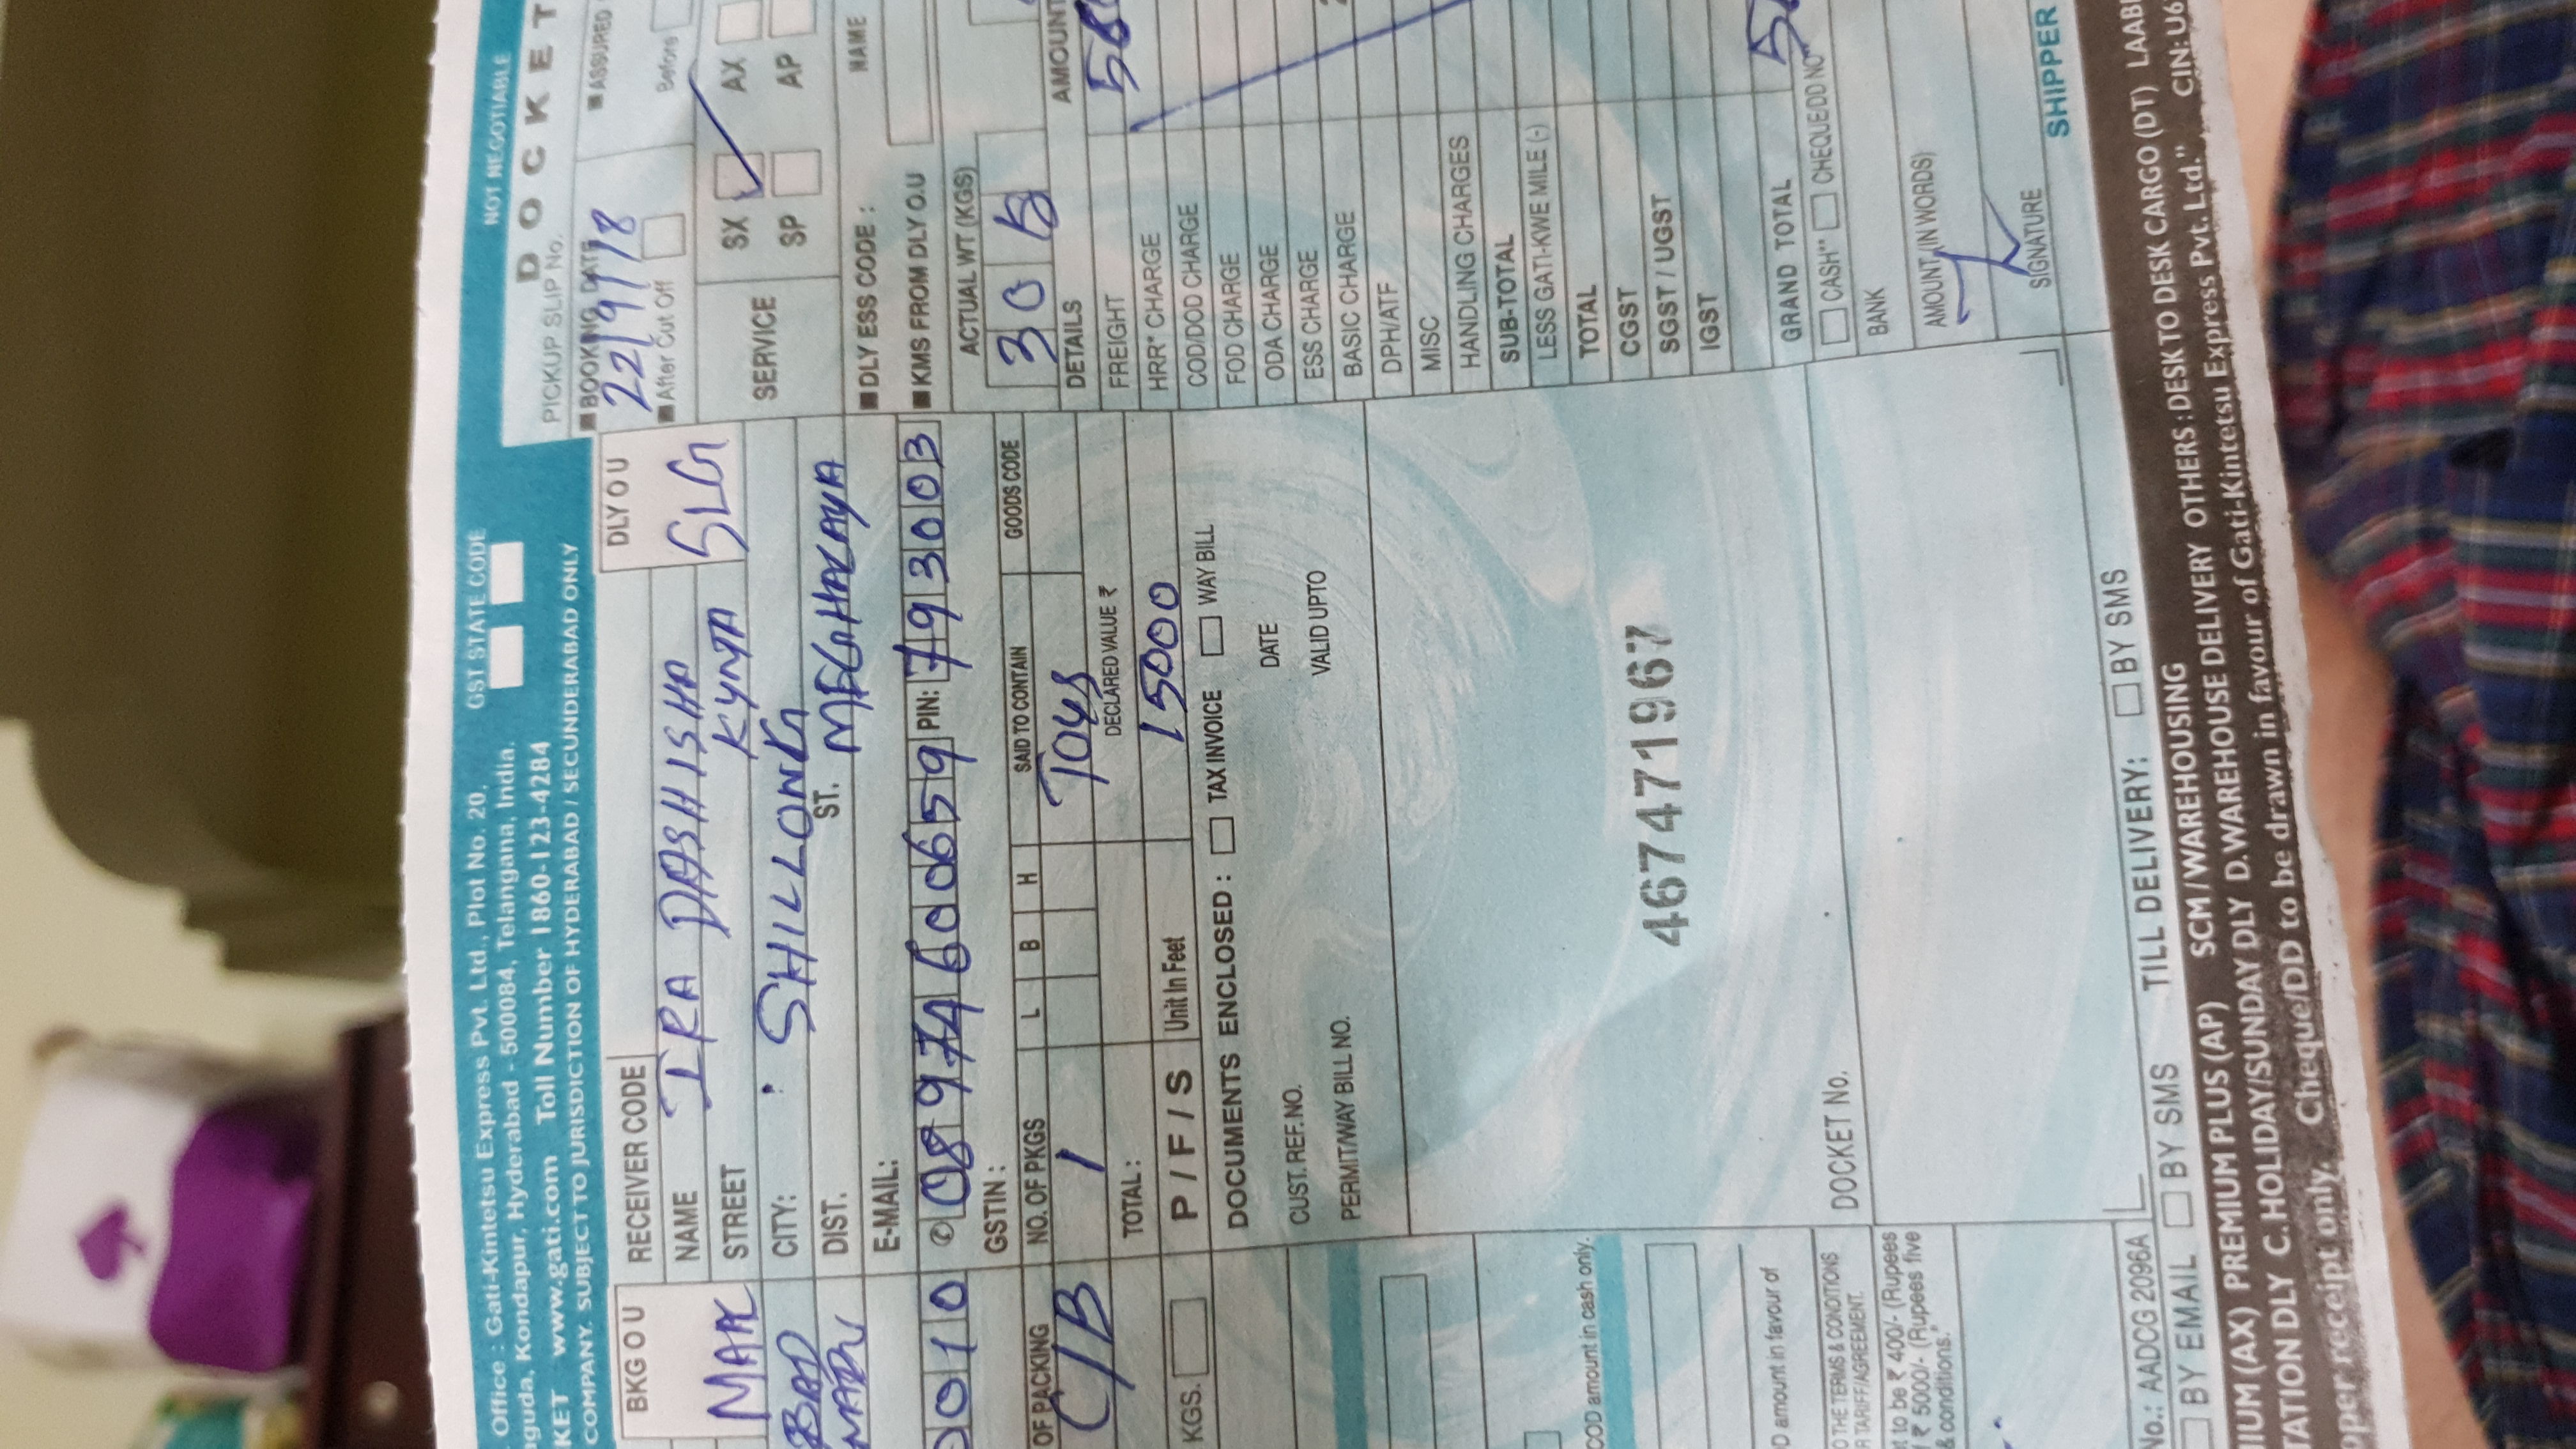 Office : Gati-Kintetsu Express Pvt. Ltd., Plot No. 20, GST STATE CODE
Kondapur, Hyderabad - 500084, Telangana, India.
www.gati.com Toll Number 1860-123-4284
COMPANY. SUBJECT TO JURISDICTION OF HYDERABAD / SECUNDERABAD ONLY
NOT NEGOTIABLE
DOCKET
PICKUP SLIP No.
BOOKING DATE
22/9/18
After Cut Off
ASSURED
Before
SERVICE SX AX
SP AP
DLY ESS CODE : NAME
KMS FROM DLY O.U
ACTUAL WT (KGS)
30
DETAILS AMOUNT
FREIGHT
HRR* CHARGE
COD/DOD CHARGE
FOD CHARGE
ODA CHARGE
ESS CHARGE
BASIC CHARGE
DPH/ATF
MISC
HANDLING CHARGES
SUB-TOTAL
LESS GATI-KWE MILE (-)
TOTAL
CGST
SGST / UGST
IGST
GRAND TOTAL
CASH** CHEQUE/DD NO**
BANK
AMOUNT (IN WORDS)
SIGNATURE
SHIPPER
BKG O U
RECEIVER CODE DLY O U
NAME IRA DASHISHA SLG
STREET KYNTA
CITY: SHILLONG
DIST. ST. MEGHALAYA
E-MAIL:
08974600659 PIN: 793003
GSTIN :
OF PACKING NO. OF PKGS L B H SAID TO CONTAIN GOODS CODE
C/B 1 Toys
TOTAL : DECLARED VALUE ₹
15000
KGS. P / F / S Unit In Feet
DOCUMENTS ENCLOSED : TAX INVOICE WAY BILL
CUST. REF. NO. DATE
PERMIT/WAY BILL NO. VALID UPTO
467471967
DOCKET No.
COD amount in cash only.
amount in favour of
THE TERMS & CONDITIONS
TARIFF/AGREEMENT.
to be ₹ 400/- (Rupees
₹ 5000/- (Rupees five
& conditions."
No.: AADCG 2096A
BY EMAIL BY SMS TILL DELIVERY: BY SMS
(AX) PREMIUM PLUS (AP) SCM / WAREHOUSING
DLY C. HOLIDAY/SUNDAY DLY D. WAREHOUSE DELIVERY OTHERS : DESK TO DESK CARGO (DT)
receipt only. Cheque/DD to be drawn in favour of Gati-Kintetsu Express Pvt. Ltd." CIN: U6